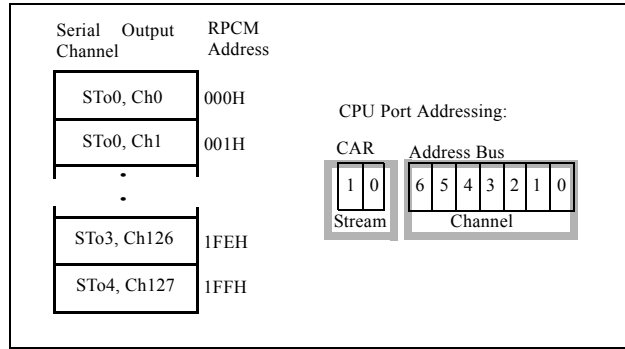 Serial Output Channel
RPCM Address
STo0, Ch0
000H
STo0, Ch1
001H
STo3, Ch126
1FEH
STo4, Ch127
1FFH
CPU Port Addressing:
CAR
Address Bus
1 0
6 5 4 3 2 1 0
Stream
Channel